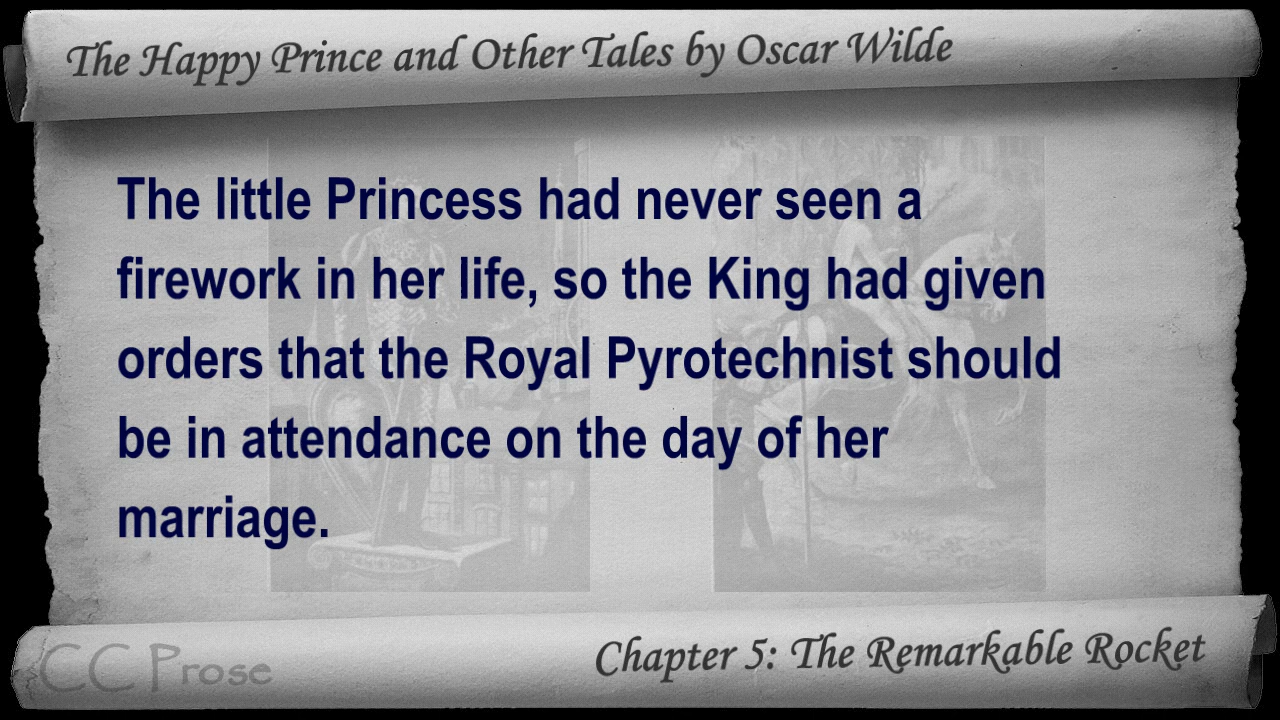 The Happy Prince and Other Tales by Oscar Wilde
The little Princess had never seen a
firework in her life, so the King had given
orders that the Royal Pyrotechnist should
be in attendance on the day of her
marriage.
CC Prose
Chapter 5: The Remarkable Rocket